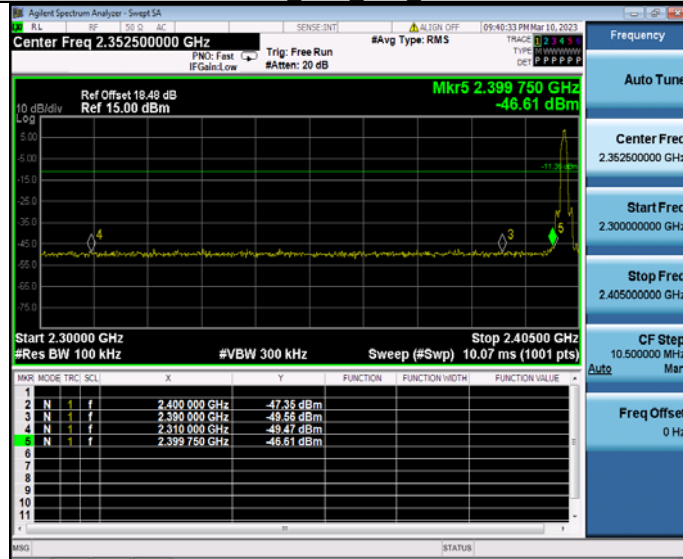 Agilent Spectrum Analyzer - Swept SA
RL RF 50 Ω AC SENSE:INT ALIGN OFF 09:40:33 PM Mar 10, 2023
Center Freq 2.352500000 GHz
PNO: Fast
IFGain:Low
Trig: Free Run
#Atten: 20 dB
#Avg Type: RMS
TRACE 1 2 3 4 5 6
TYPE M W W W W W
DET P P P P P P
Ref Offset 18.48 dB
10 dB/div Ref 15.00 dBm
Log
Mkr5 2.399 750 GHz
-46.61 dBm
5.00
-5.00
-15.0
-25.0
-35.0
-45.0
-55.0
-65.0
-75.0
-11.36 dBm
4
3
5
Start 2.30000 GHz Stop 2.40500 GHz
#Res BW 100 kHz #VBW 300 kHz Sweep (#Swp) 10.07 ms (1001 pts)
MKR MODE TRC SCL X Y FUNCTION FUNCTION WIDTH FUNCTION VALUE
1
2 N 1 f 2.400 000 GHz -47.35 dBm
3 N 1 f 2.390 000 GHz -49.56 dBm
4 N 1 f 2.310 000 GHz -49.47 dBm
5 N 1 f 2.399 750 GHz -46.61 dBm
6
7
8
9
10
11
MSG STATUS
Frequency
Auto Tune
Center Freq
2.352500000 GHz
Start Freq
2.300000000 GHz
Stop Freq
2.405000000 GHz
CF Step
10.500000 MHz
Auto Man
Freq Offset
0 Hz